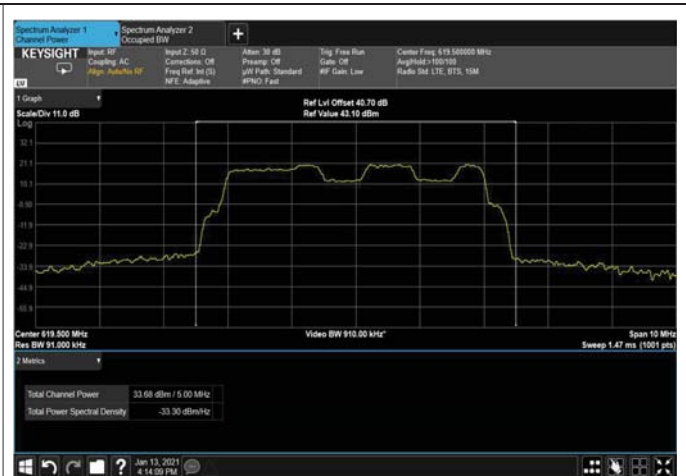 Spectrum Analyzer 1
Channel Power
Spectrum Analyzer 2
Occupied BW
+
KEYSIGHT
Input: RF
Coupling: AC
Align: Auto/No RF
Input Z: 50 Ω
Corrections: Off
Freq Ref: Int (S)
NFE: Adaptive
Atten: 30 dB
Preamp: Off
µW Path: Standard
#PNO: Fast
Trig: Free Run
Gate: Off
#IF Gain: Low
Center Freq: 619.500000 MHz
Avg|Hold:>100/100
Radio Std: LTE, BTS, 15M
LV
1 Graph
Scale/Div 11.0 dB
Ref Lvl Offset 40.70 dB
Ref Value 43.10 dBm
Log
32.1
21.1
10.1
-0.90
-11.9
-22.9
-33.9
-44.9
-55.9
Center 619.500 MHz
Video BW 910.00 kHz*
Span 10 MHz
Res BW 91.000 kHz
Sweep 1.47 ms (1001 pts)
2 Metrics
Total Channel Power 33.68 dBm / 5.00 MHz
Total Power Spectral Density -33.30 dBm/Hz
?
Jan 13, 2021
4:14:09 PM